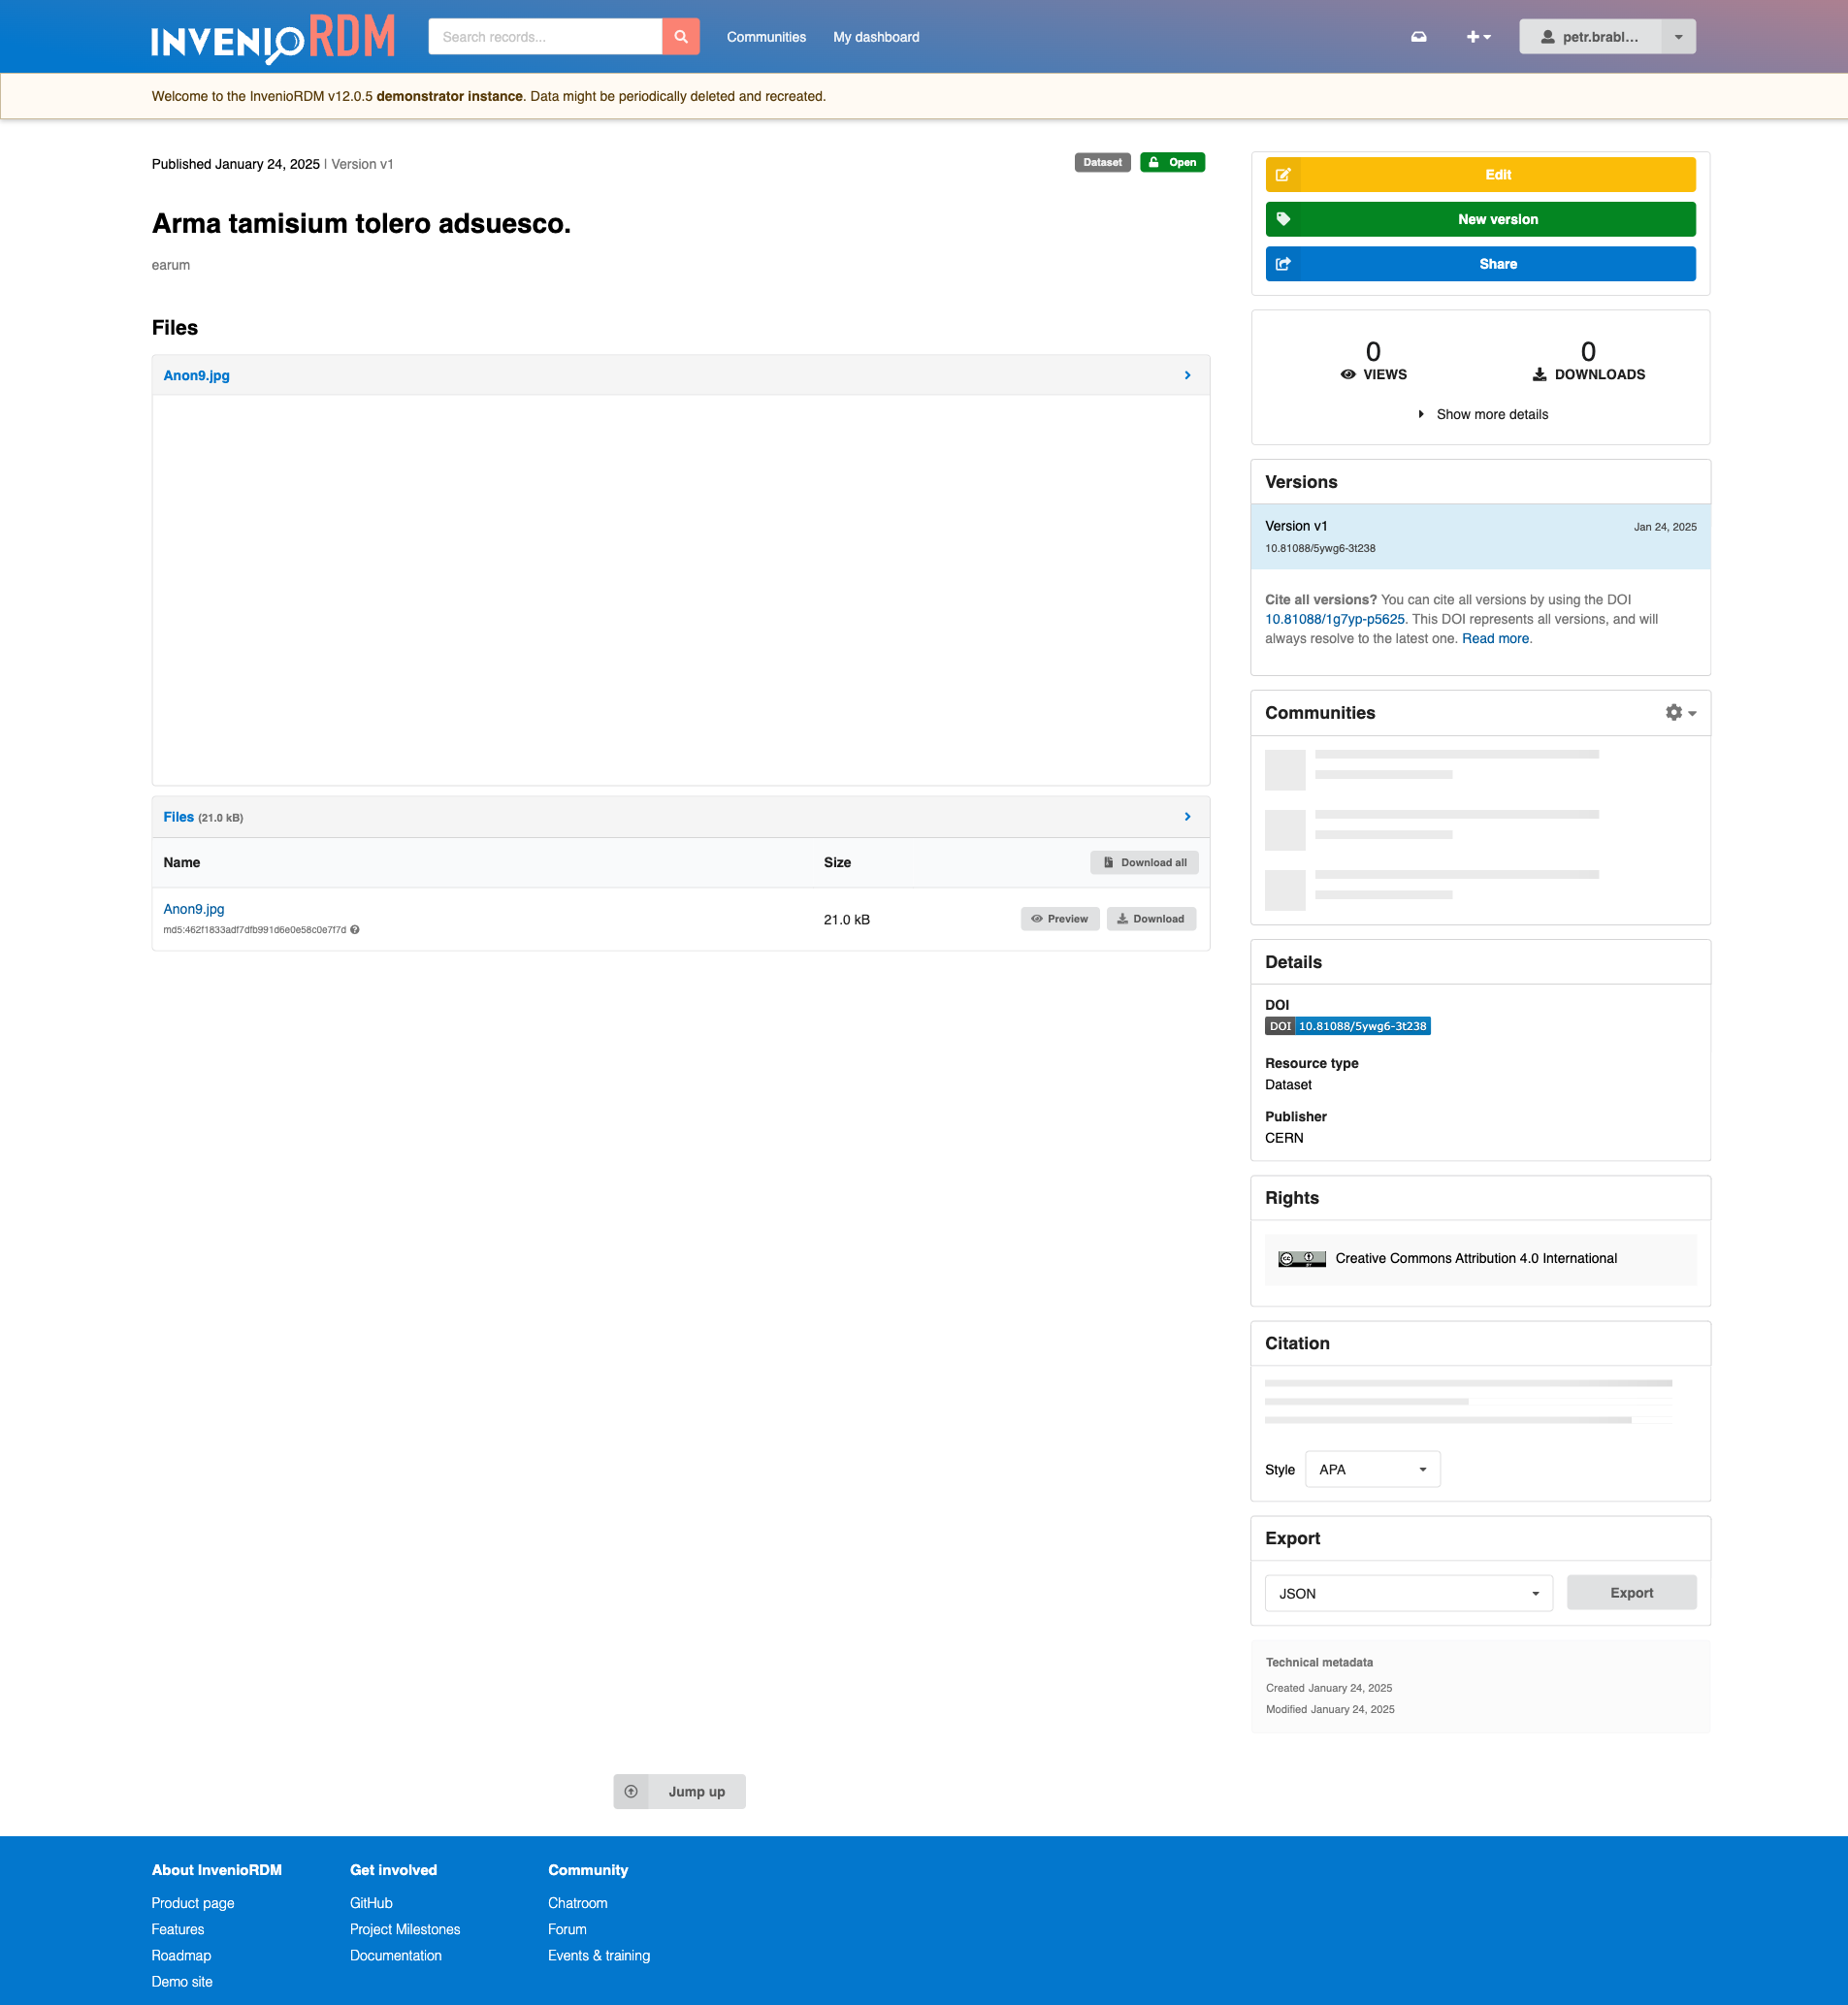 INVENIO RDM
Search records...
Communities
My dashboard
petr.brabl...
Welcome to the InvenioRDM v12.0.5 demonstrator instance. Data might be periodically deleted and recreated.
Published January 24, 2025 | Version v1
Dataset
Open
Arma tamisium tolero adsuesco.
earum
Files
Anon9.jpg
Files (21.0 kB)
Name
Size
Download all
Anon9.jpg
md5:462f1833adf7dfb991d6e0e58c0e7f7d
21.0 kB
Preview
Download
Edit
New version
Share
0
VIEWS
0
DOWNLOADS
Show more details
Versions
Version v1
Jan 24, 2025
10.81088/5ywg6-3t238
Cite all versions? You can cite all versions by using the DOI
10.81088/1g7yp-p5625. This DOI represents all versions, and will
always resolve to the latest one. Read more.
Communities
Details
DOI
DOI 10.81088/5ywg6-3t238
Resource type
Dataset
Publisher
CERN
Rights
cc BY
Creative Commons Attribution 4.0 International
Citation
Style
APA
Export
JSON
Export
Technical metadata
Created January 24, 2025
Modified January 24, 2025
Jump up
About InvenioRDM
Product page
Features
Roadmap
Demo site
Get involved
GitHub
Project Milestones
Documentation
Community
Chatroom
Forum
Events & training